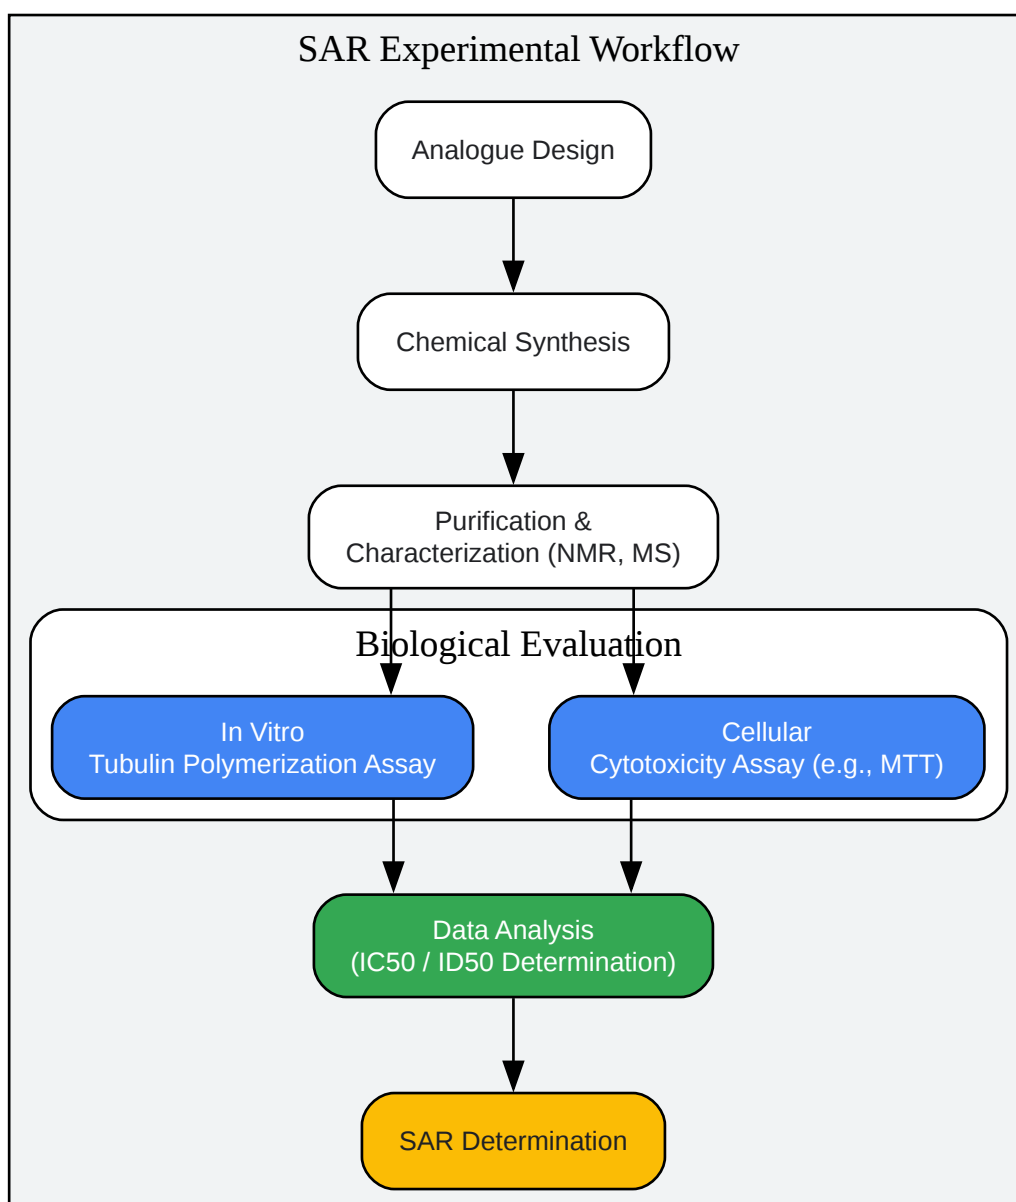 SAR Experimental Workflow
Analogue Design
Chemical Synthesis
Purification &
Characterization (NMR, MS)
Biological Evaluation
In Vitro
Tubulin Polymerization Assay
Cellular
Cytotoxicity Assay (e.g., MTT)
Data Analysis
(IC50 / ID50 Determination)
SAR Determination